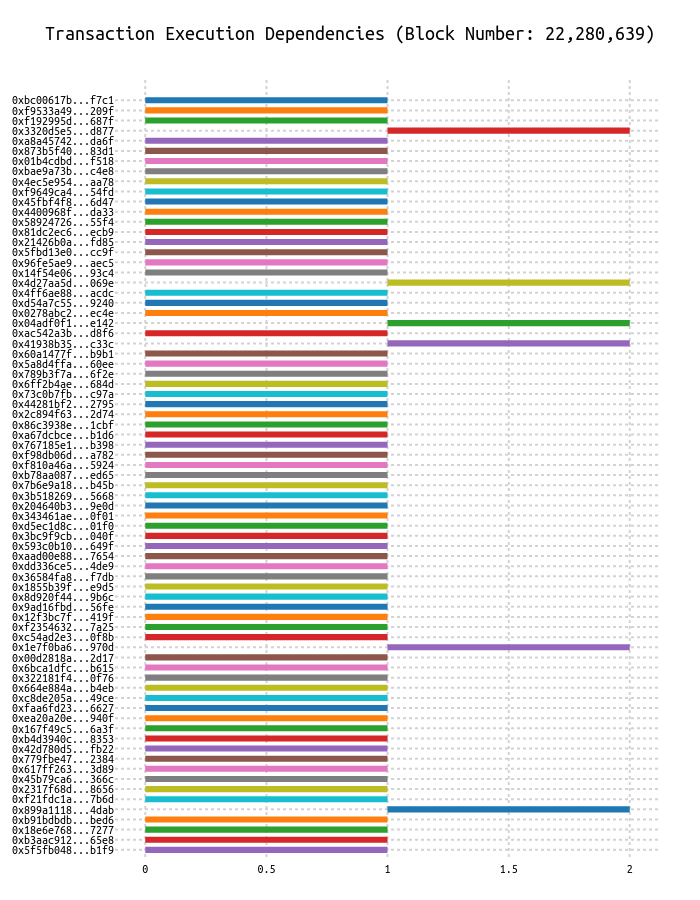 Transaction Execution Dependencies (Block Number: 22,280,639)
0xbc00617b...f7c1
0xf9533a49...209f
0xf192995d...687f
0x3320d5e5...d877
0xa8a45742...da6f
0x873b5f40...83d1
0x01b4cdbd...f518
0xbae9a73b...c4e8
0x4ec5e954...aa78
0xf9649ca4...54fd
0x45fbf4f8...6d47
0x4400968f...da33
0x58924726...55f4
0x81dc2ec6...ecb9
0x21426b0a...fd85
0x5fbd13e0...cc9f
0x96fe5ae9...aec5
0x14f54e06...93c4
0x4d27aa5d...069e
0x4ff6ae88...acdc
0xd54a7c55...9240
0x0278abc2...ec4e
0x04adf0f1...e142
0xac542a3b...d8f6
0x41938b35...c33c
0x60a1477f...b9b1
0x5a8d4ffa...60ee
0x789b3f7a...6f2e
0x6ff2b4ae...684d
0x73c0b7fb...c97a
0x44281bf2...2795
0x2c894f63...2d74
0x86c3938e...1cbf
0xa67dcbce...b1d6
0x767185e1...b398
0xf98db06d...a782
0xf810a46a...5924
0xb78aa087...ed65
0x7b6e9a18...b45b
0x3b518269...5668
0x204640b3...9e0d
0x343461ae...0f01
0xd5ec1d8c...01f0
0x3bc9f9cb...040f
0x593c0b10...649f
0xaad00e88...7654
0xdd336ce5...4de9
0x36584fa8...f7db
0x1855b39f...e9d5
0x8d920f44...9b6c
0x9ad16fbd...56fe
0x12f3bc7f...419f
0xf2354632...7a25
0xc54ad2e3...0f8b
0x1e7f0ba6...970d
0x00d2818a...2d17
0x6bca1dfc...b615
0x322181f4...0f76
0x664e884a...b4eb
0xc8de205a...49ce
0xfaa6fd23...6627
0xea20a20e...940f
0x167f49c5...6a3f
0xb4d3940c...8353
0x42d780d5...fb22
0x779fbe47...2384
0x617ff263...3d89
0x45b79ca6...366c
0x2317f68d...8656
0xf21fdc1a...7b6d
0x899a1118...4dab
0xb91bdbdb...bed6
0x18e6e768...7277
0xb3aac912...65e8
0x5f5fb048...b1f9
0 0.5 1 1.5 2